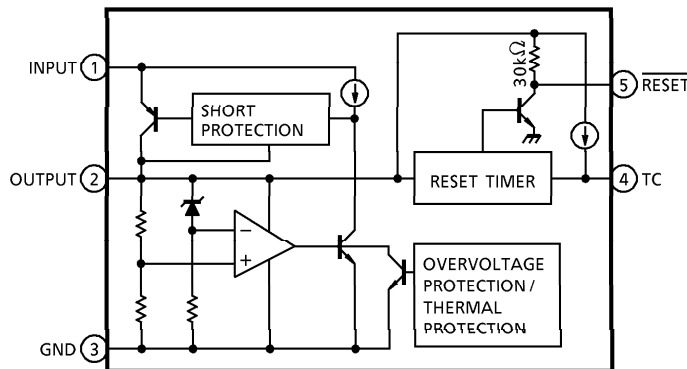 INPUT 1
30kΩ
5 RESET
SHORT
PROTECTION
OUTPUT 2
RESET TIMER
4 TC
−
+
OVERVOLTAGE
PROTECTION /
THERMAL
PROTECTION
GND 3